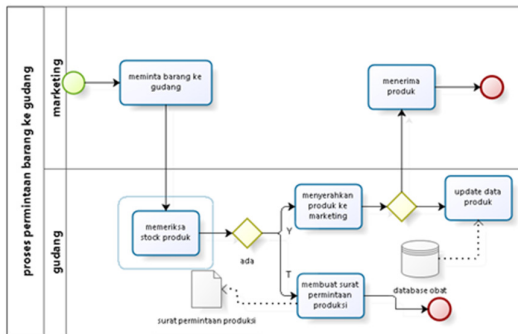 proses permintaan barang ke gudang
marketing
meminta barang ke
gudang
menerima
produk
gudang
memeriksa
stock produk
ada
Y
T
menyerahkan
produk ke
marketing
update data
produk
membuat surat
permintaan
produksi
surat permintaan produksi
database obat